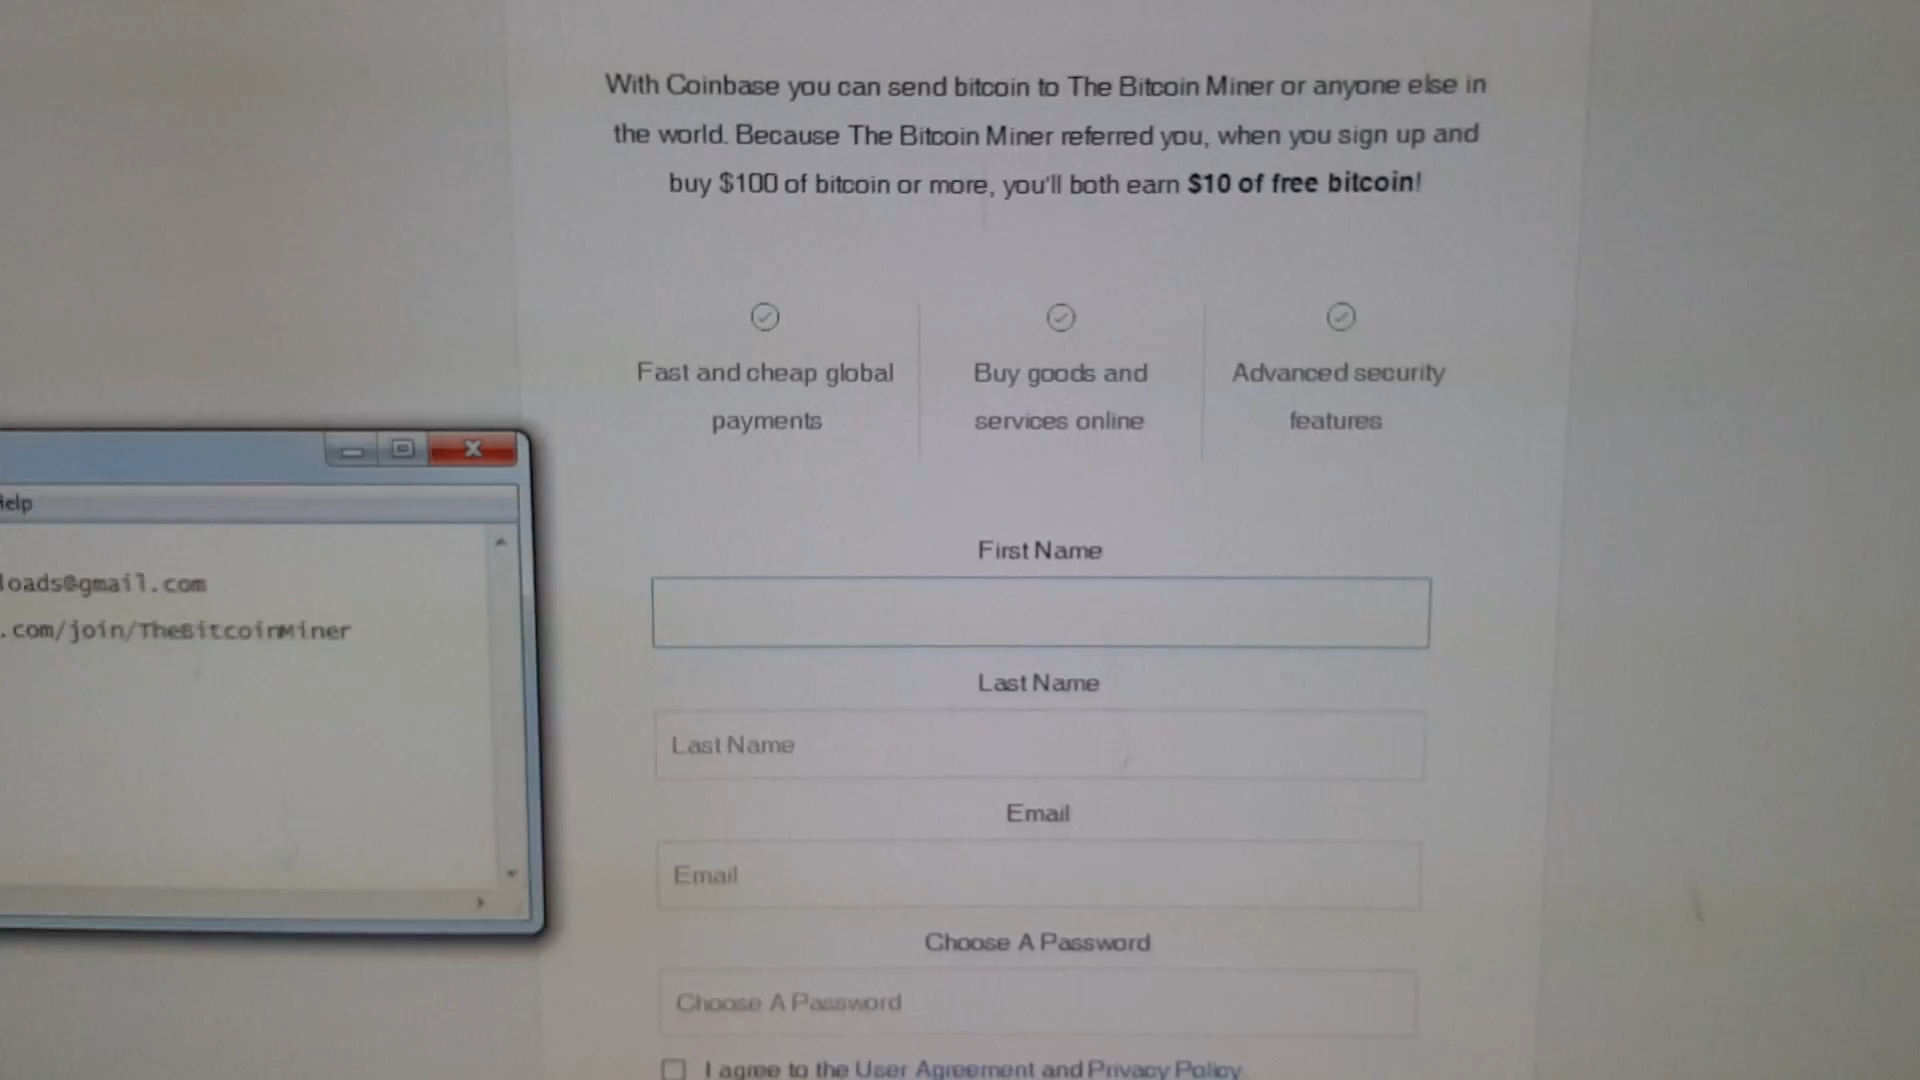 With Coinbase you can send bitcoin to The Bitcoin Miner or anyone else in
the world. Because The Bitcoin Miner referred you, when you sign up and
buy $100 of bitcoin or more, you'll both earn $10 of free bitcoin!
Fast and cheap global
payments
Buy goods and
services online
Advanced security
features
Help
loads@gmail.com
.com/join/TheBitcoinMiner
First Name
Last Name
Last Name
Email
Email
Choose A Password
Choose A Password
I agree to the User Agreement and Privacy Policy.